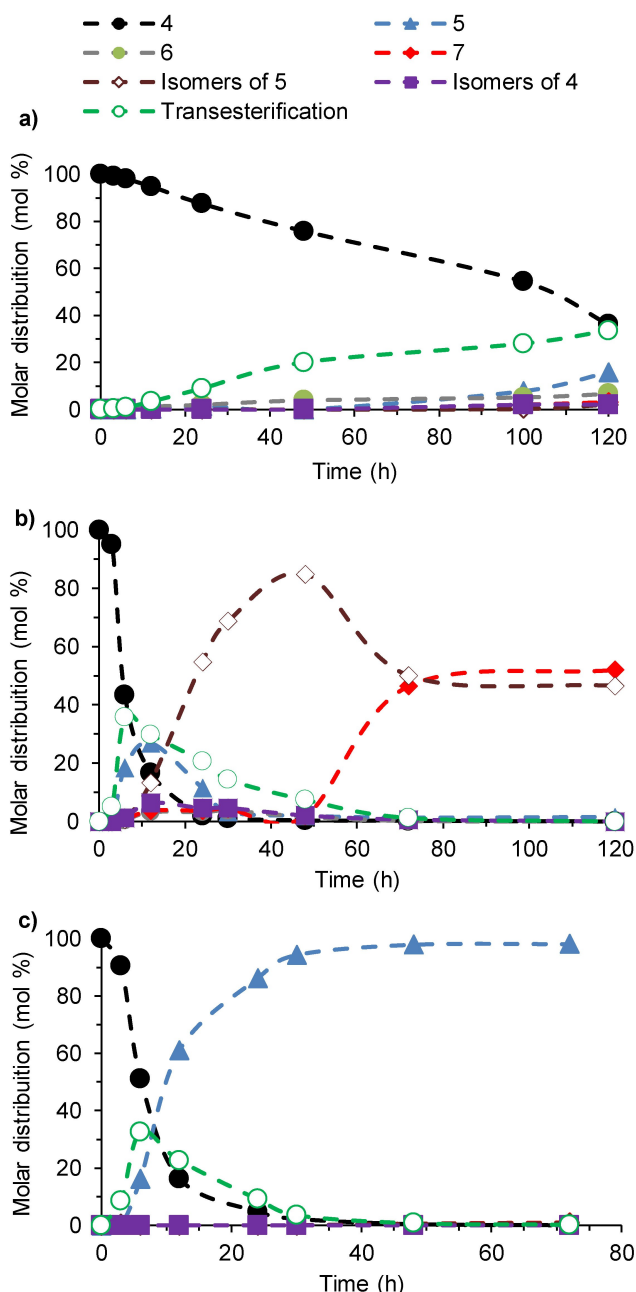 4 5
6 7
Isomers of 5 Isomers of 4
Transesterification
a)
Molar distribuition (mol %)
100
80
60
40
20
0
0 20 40 60 80 100 120
Time (h)
b)
Molar distribuition (mol %)
100
80
60
40
20
0
0 20 40 60 80 100 120
Time (h)
c)
Molar distribuition (mol %)
100
80
60
40
20
0
0 20 40 60 80
Time (h)